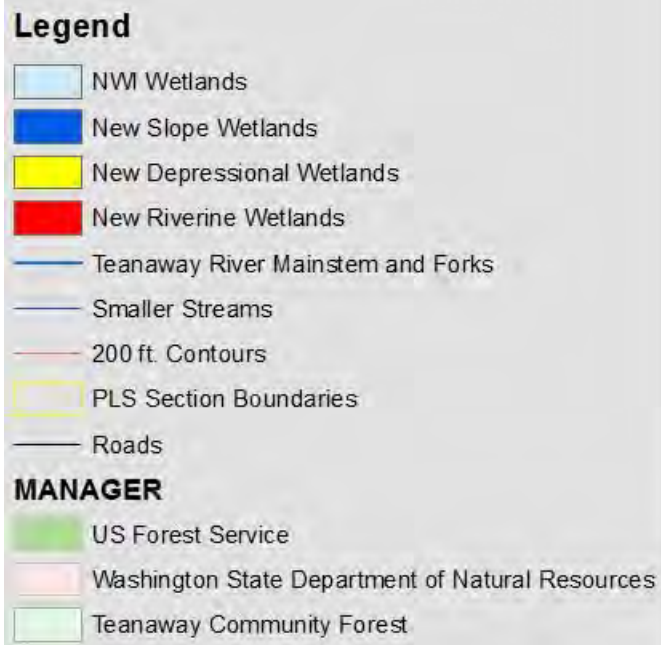 Legend
NWI Wetlands
New Slope Wetlands
New Depressional Wetlands
New Riverine Wetlands
Teanaway River Mainstem and Forks
Smaller Streams
200 ft. Contours
PLS Section Boundaries
Roads
MANAGER
US Forest Service
Washington State Department of Natural Resources
Teanaway Community Forest